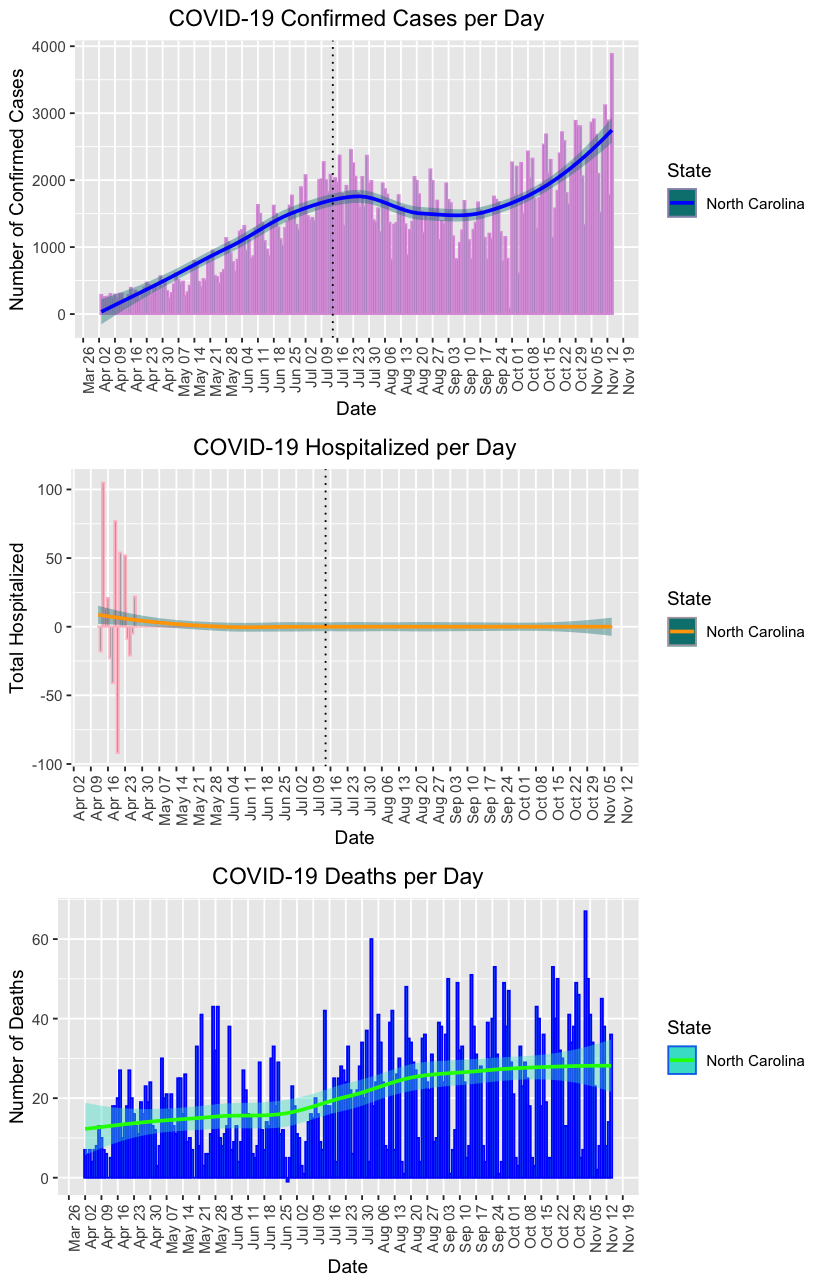 COVID-19 Confirmed Cases per Day
4000
3000
2000
1000
0
Number of Confirmed Cases
Mar 26
Apr 02
Apr 09
Apr 16
Apr 23
Apr 30
May 07
May 14
May 21
May 28
Jun 04
Jun 11
Jun 18
Jun 25
Jul 02
Jul 09
Jul 16
Jul 23
Jul 30
Aug 06
Aug 13
Aug 20
Aug 27
Sep 03
Sep 10
Sep 17
Sep 24
Oct 01
Oct 08
Oct 15
Oct 22
Oct 29
Nov 05
Nov 12
Nov 19
Date
State
North Carolina
COVID-19 Hospitalized per Day
100
50
0
-50
-100
Total Hospitalized
Apr 02
Apr 09
Apr 16
Apr 23
Apr 30
May 07
May 14
May 21
May 28
Jun 04
Jun 11
Jun 18
Jun 25
Jul 02
Jul 09
Jul 16
Jul 23
Jul 30
Aug 06
Aug 13
Aug 20
Aug 27
Sep 03
Sep 10
Sep 17
Sep 24
Oct 01
Oct 08
Oct 15
Oct 22
Oct 29
Nov 05
Nov 12
Date
State
North Carolina
COVID-19 Deaths per Day
60
40
20
0
Number of Deaths
Mar 26
Apr 02
Apr 09
Apr 16
Apr 23
Apr 30
May 07
May 14
May 21
May 28
Jun 04
Jun 11
Jun 18
Jun 25
Jul 02
Jul 09
Jul 16
Jul 23
Jul 30
Aug 06
Aug 13
Aug 20
Aug 27
Sep 03
Sep 10
Sep 17
Sep 24
Oct 01
Oct 08
Oct 15
Oct 22
Oct 29
Nov 05
Nov 12
Nov 19
Date
State
North Carolina